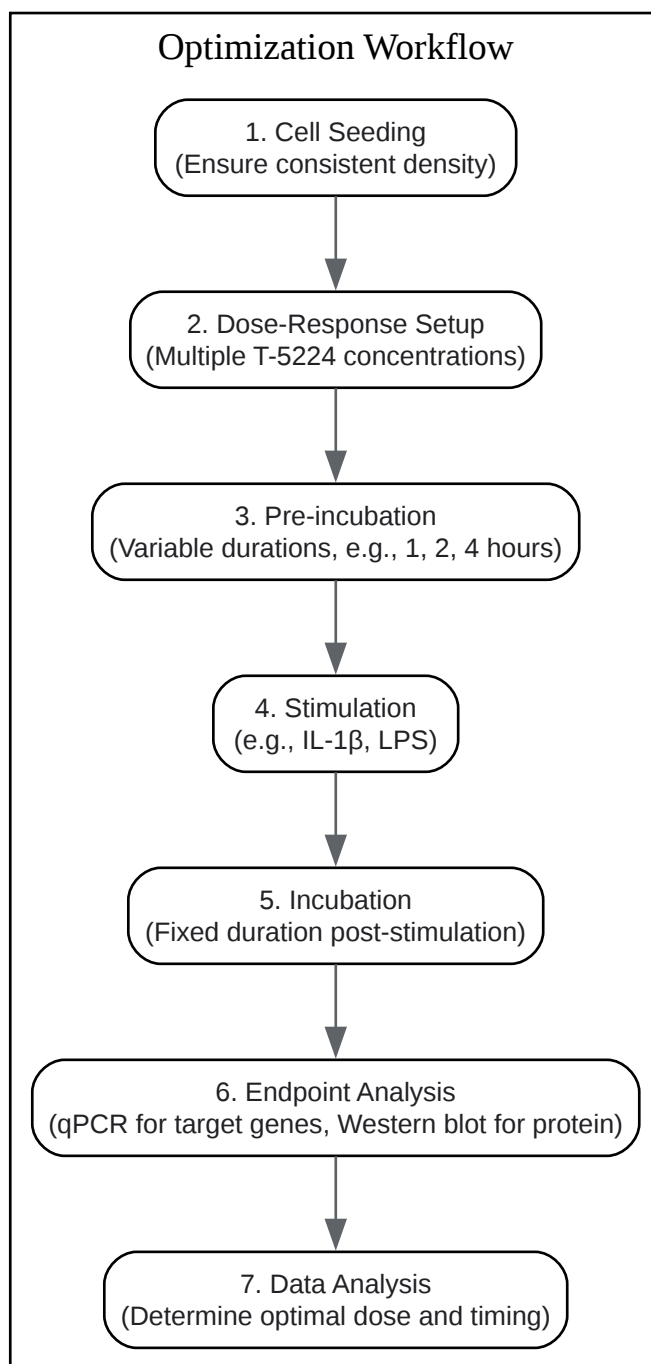 Optimization Workflow
1. Cell Seeding
(Ensure consistent density)
2. Dose-Response Setup
(Multiple T-5224 concentrations)
3. Pre-incubation
(Variable durations, e.g., 1, 2, 4 hours)
4. Stimulation
(e.g., IL-1β, LPS)
5. Incubation
(Fixed duration post-stimulation)
6. Endpoint Analysis
(qPCR for target genes, Western blot for protein)
7. Data Analysis
(Determine optimal dose and timing)